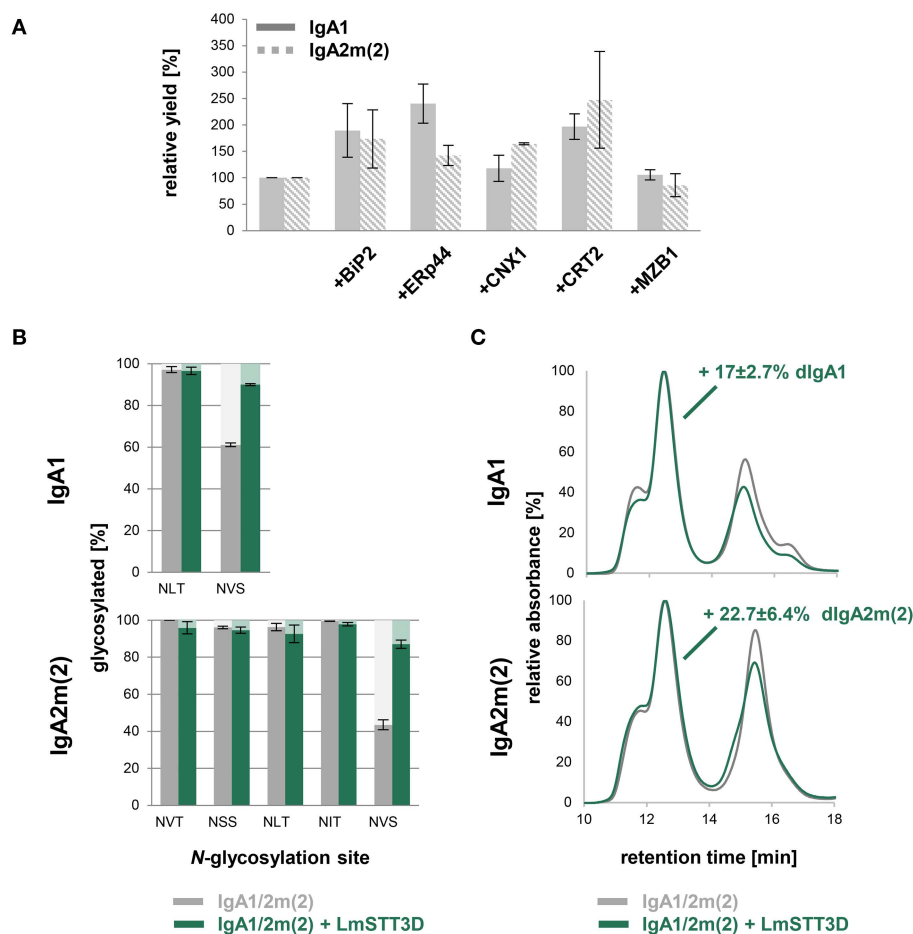 A
IgA1
IgA2m(2)
relative yield [%]
400
350
300
250
200
150
100
50
0
+BiP2
+ERp44
+CNX1
+CRT2
+MZB1
B
IgA1
IgA2m(2)
glycosylated [%]
100
80
60
40
20
0
NLT
NVS
100
80
60
40
20
0
NVT
NSS
NLT
NIT
NVS
N-glycosylation site
IgA1/2m(2)
IgA1/2m(2) + LmSTT3D
C
IgA1
IgA2m(2)
relative absorbance [%]
100
80
60
40
20
0
+ 17±2.7% dIgA1
100
80
60
40
20
0
+ 22.7±6.4% dIgA2m(2)
10
12
14
16
18
retention time [min]
IgA1/2m(2)
IgA1/2m(2) + LmSTT3D